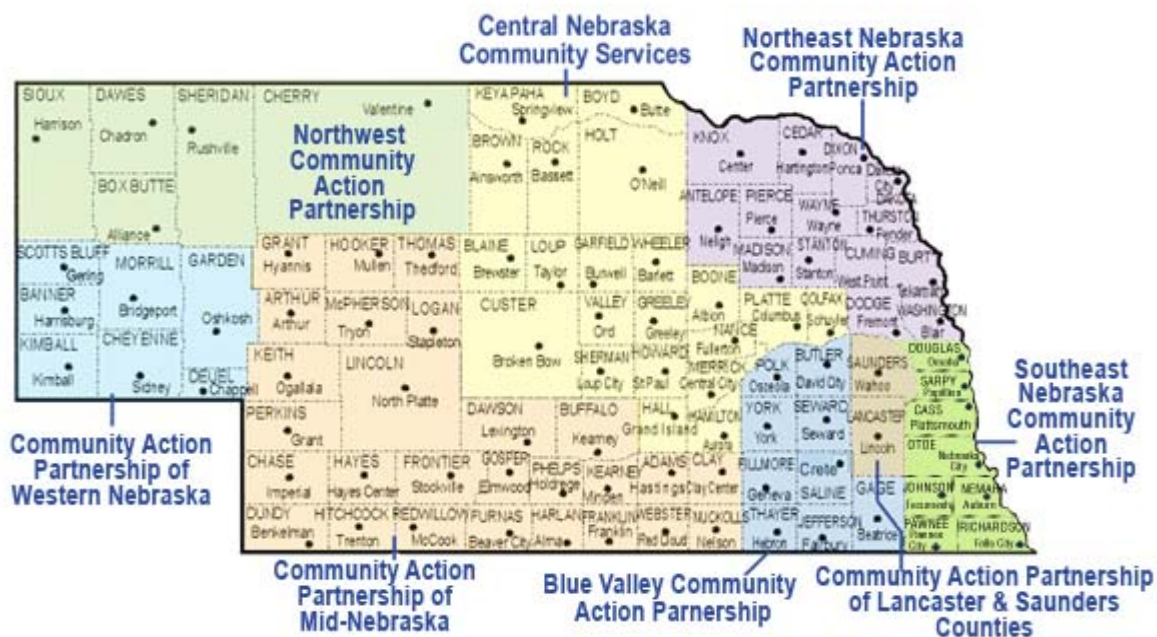 Central Nebraska
Community Services
Northeast Nebraska
Community Action
Partnership
SIOUX
DAWES
SHERIDAN
CHERRY
Valentine
KEYA PAHA
Springview
BOYD
Butte
Harrison
Chadron
Rushville
Northwest
Community
Action
Partnership
BROWN
Ainsworth
ROCK
Bassett
HOLT
O'Neill
KNOX
Center
CEDAR
Hartington
DIXON
Ponca
Dakota
City
DAKOTA
BOX BUTTE
Alliance
ANTELOPE
Neligh
PIERCE
Pierce
WAYNE
Wayne
THURSTON
Pender
SCOTTS BLUFF
Gering
MORRILL
Bridgeport
GARDEN
Oshkosh
GRANT
Hyannis
HOOKER
Mullen
THOMAS
Thedford
BLAINE
Brewster
LOUP
Taylor
GARFIELD
Burwell
WHEELER
Barlett
BOONE
Albion
MADISON
Madison
STANTON
Stanton
CUMING
West Point
BURT
Tekamah
BANNER
Harrisburg
ARTHUR
Arthur
McPHERSON
Tryon
LOGAN
Stapleton
CUSTER
Broken Bow
VALLEY
Ord
GREELEY
Greeley
NANCE
Fullerton
PLATTE
Columbus
COLFAX
Schuyler
DODGE
Fremont
WASHINGTON
Blair
KIMBALL
Kimball
CHEYENNE
Sidney
DEUEL
Chappell
KEITH
Ogallala
LINCOLN
North Platte
SHERMAN
Loup City
HOWARD
St Paul
MERRICK
Central City
POLK
Osceola
BUTLER
David City
SAUNDERS
Wahoo
DOUGLAS
Omaha
SARPY
Papillion
PERKINS
Grant
DAWSON
Lexington
BUFFALO
Kearney
HALL
Grand Island
HAMILTON
Aurora
YORK
York
SEWARD
Seward
LANCASTER
Lincoln
CASS
Plattsmouth
OTOE
Nebraska
City
Southeast
Nebraska
Community
Action
Partnership
CHASE
Imperial
HAYES
Hayes Center
FRONTIER
Stockville
GOSPER
Elmwood
PHELPS
Holdrege
KEARNEY
Minden
ADAMS
Hastings
CLAY
Clay Center
FILLMORE
Geneva
Crete
SALINE
GAGE
Beatrice
JOHNSON
Tecumseh
NEMAHA
Auburn
DUNDY
Benkelman
HITCHCOCK
Trenton
RED WILLOW
McCook
FURNAS
Beaver City
HARLAN
Alma
FRANKLIN
Franklin
WEBSTER
Red Cloud
NUCKOLLS
Nelson
THAYER
Hebron
JEFFERSON
Fairbury
PAWNEE
Pawnee
City
RICHARDSON
Falls City
Community Action
Partnership of
Western Nebraska
Community Action
Partnership of
Mid-Nebraska
Blue Valley Community
Action Parnership
Community Action Partnership
of Lancaster & Saunders
Counties